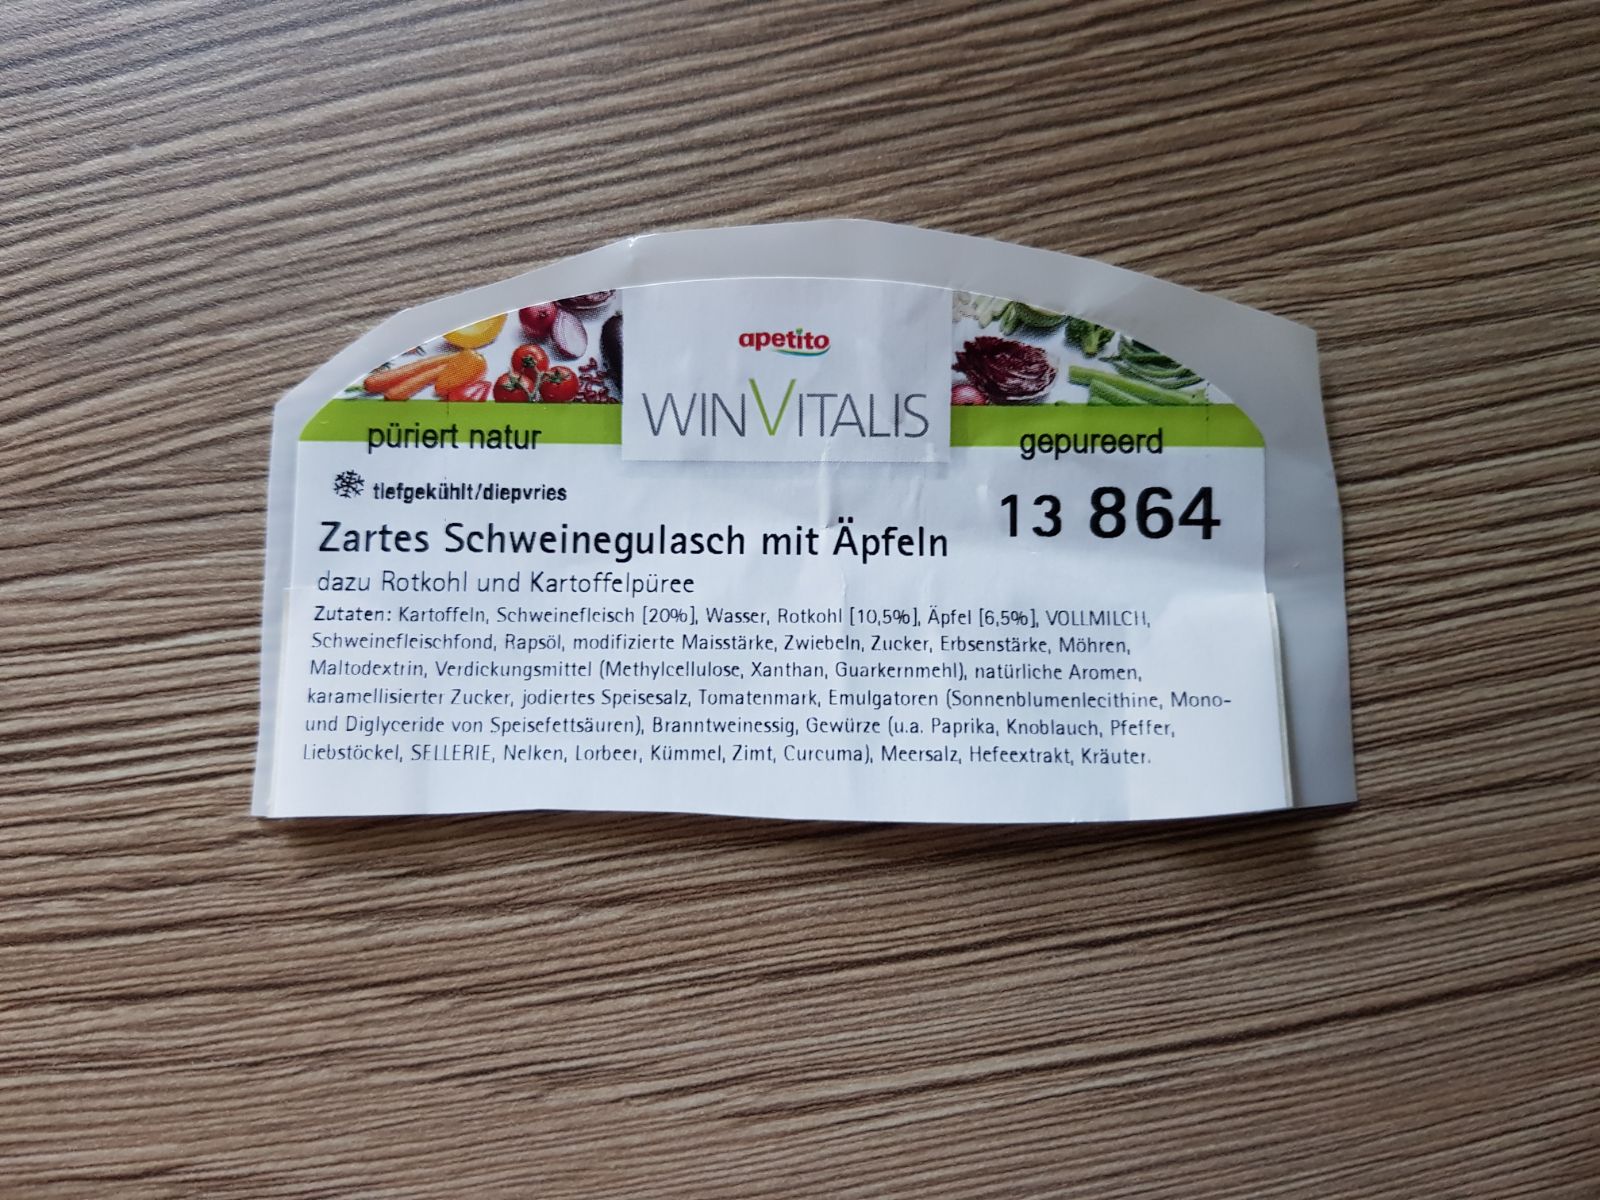 apetito
WINVITALIS
püriert natur
gepureerd
tiefgekühlt/diepvries
13 864
Zartes Schweinegulasch mit Äpfeln
dazu Rotkohl und Kartoffelpüree
Zutaten: Kartoffeln, Schweinefleisch [20%], Wasser, Rotkohl [10,5%], Äpfel [6,5%], VOLLMILCH,
Schweinefleischfond, Rapsöl, modifizierte Maisstärke, Zwiebeln, Zucker, Erbsenstärke, Möhren,
Maltodextrin, Verdickungsmittel (Methylcellulose, Xanthan, Guarkernmehl), natürliche Aromen,
karamellisierter Zucker, jodiertes Speisesalz, Tomatenmark, Emulgatoren (Sonnenblumenlecithine, Mono-
und Diglyceride von Speisefettsäuren), Branntweinessig, Gewürze (u.a. Paprika, Knoblauch, Pfeffer,
Liebstöckel, SELLERIE, Nelken, Lorbeer, Kümmel, Zimt, Curcuma), Meersalz, Hefeextrakt, Kräuter.